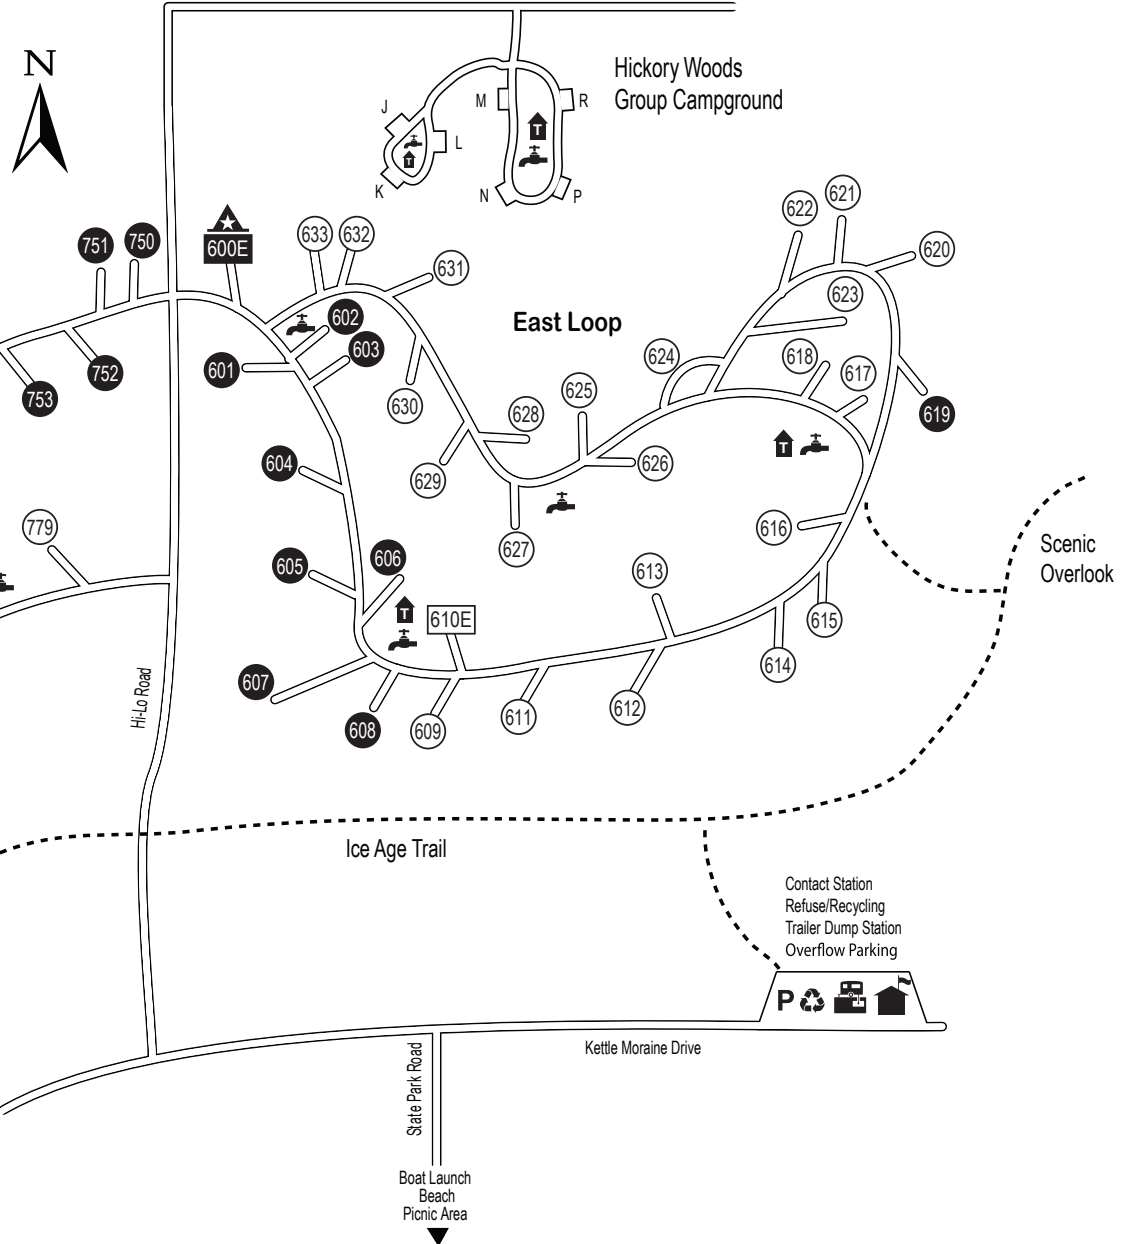 N
Hickory Woods
Group Campground
J
M
R
L
K
N
P
T
T
621
622
620
751
750
600E
633
632
631
623
East Loop
602
603
601
752
753
624
618
617
625
630
628
619
604
629
626
T
779
627
616
Scenic
Overlook
605
606
613
T
610E
615
614
607
Hi-Lo Road
608
609
611
612
Ice Age Trail
Contact Station
Refuse/Recycling
Trailer Dump Station
Overflow Parking
P
Kettle Moraine Drive
State Park Road
Boat Launch
Beach
Picnic Area